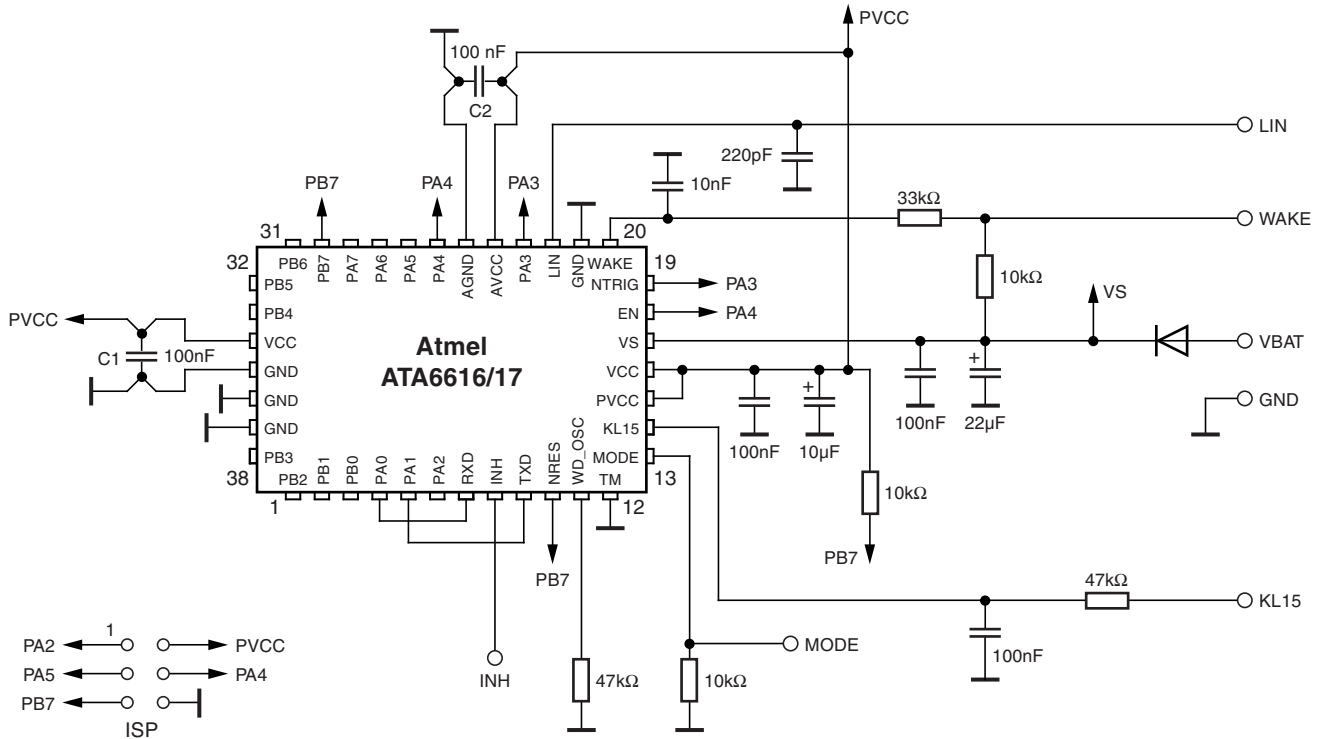 PVCC
100 nF
C2
LIN
220pF
10nF
PB7
PA4
PA3
33kΩ
WAKE
31
20
PB6
PB7
PA7
PA6
PA5
PA4
AGND
AVCC
PA3
LIN
GND
WAKE
32
19
PB5
NTRIG
PA3
10kΩ
VS
PB4
EN
PA4
PVCC
VCC
VS
VBAT
C1
100nF
Atmel
ATA6616/17
+
GND
VCC
GND
PVCC
+
GND
100nF
22µF
GND
KL15
100nF
10µF
PB3
MODE
38
13
PB2
PB1
PB0
PA0
PA1
PA2
RXD
INH
TXD
NRES
WD_OSC
TM
1
12
10kΩ
PB7
PB7
47kΩ
KL15
1
PA2
PVCC
MODE
100nF
PA5
PA4
INH
47kΩ
10kΩ
PB7
ISP